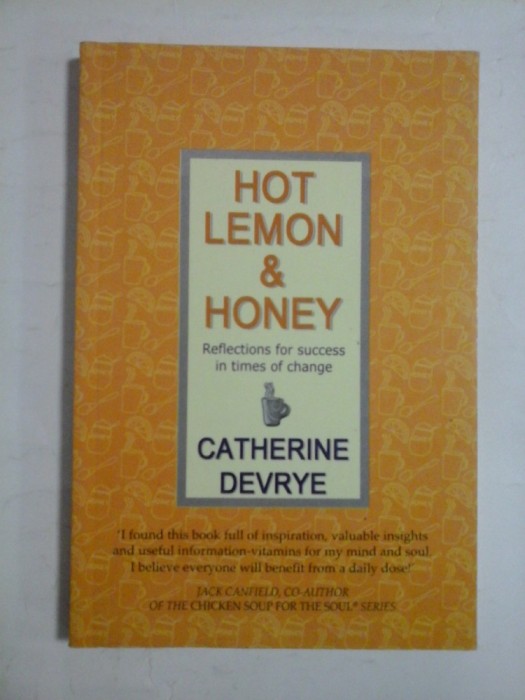 HOT
LEMON
&
HONEY
Reflections for success
in times of change
CATHERINE
DEVRYE
'I found this book full of inspiration, valuable insights
and useful information-vitamins for my mind and soul.
I believe everyone will benefit from a daily dose!'
JACK CANFIELD, CO-AUTHOR
OF THE CHICKEN SOUP FOR THE SOUL® SERIES